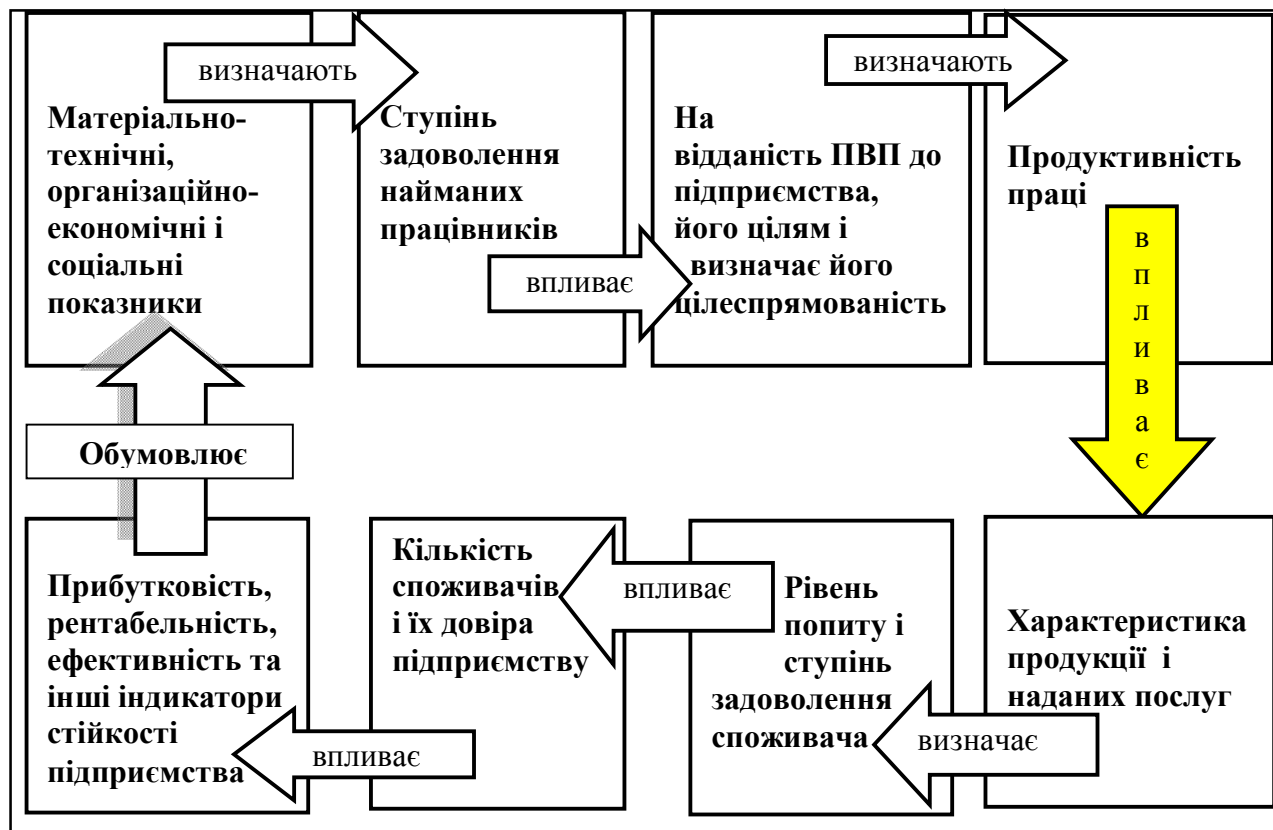 визначають
Матеріально-
технічні,
організаційно-
економічні і
соціальні
показники
Ступінь
задоволення
найманих
працівників
впливає
На
відданість ПВП до
підприємства,
його цілям і
визначає його
цілеспрямованість
визначають
Продуктивність
праці
впливає
Характеристика
продукції і
наданих послуг
визначає
Рівень
попиту і
ступінь
задоволення
споживача
впливає
Кількість
споживачів
і їх довіра
підприємству
впливає
Прибутковість,
рентабельність,
ефективність та
інші індикатори
стійкості
підприємства
Обумовлює